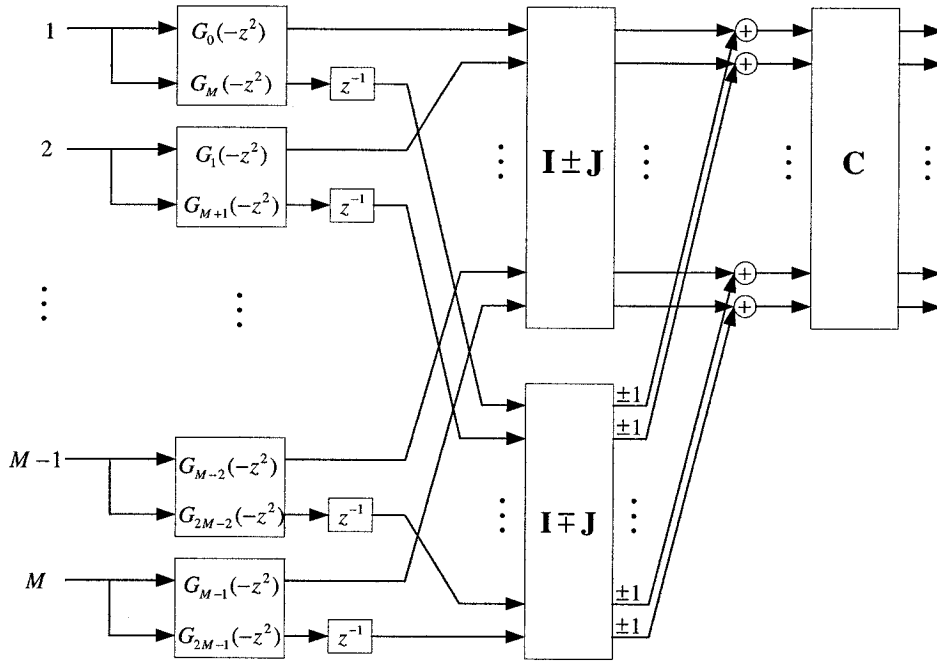 1
G_0(-z^2)
G_M(-z^2)
z^{-1}
2
G_1(-z^2)
G_{M+1}(-z^2)
z^{-1}
I ± J
+
+
C
+
+
M-1
G_{M-2}(-z^2)
G_{2M-2}(-z^2)
z^{-1}
M
G_{M-1}(-z^2)
G_{2M-1}(-z^2)
z^{-1}
I ∓ J
±1
±1
±1
±1